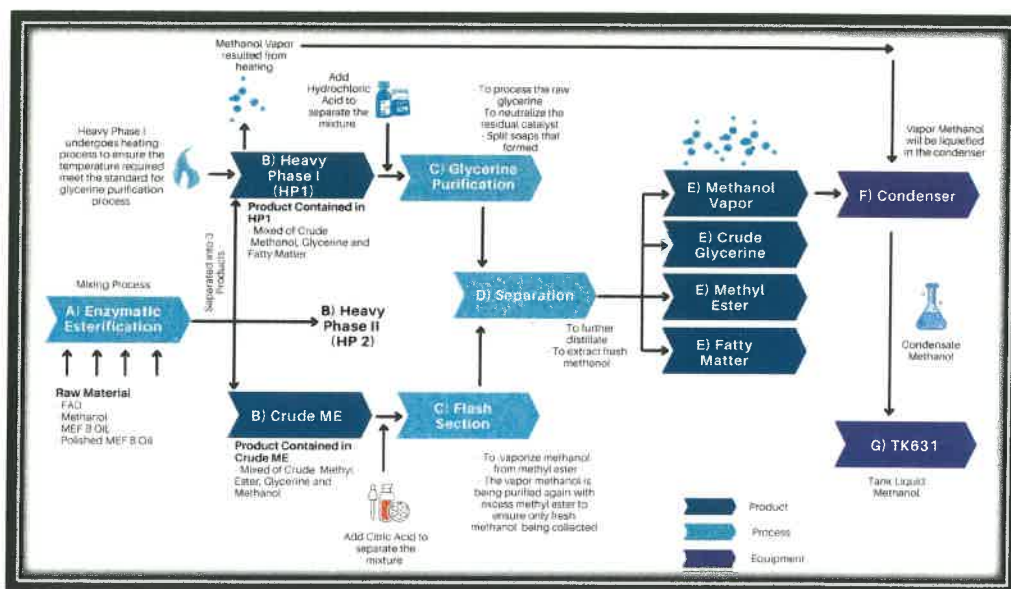 Methanol Vapor
resulted from
heating
Add
Hydrochloric
Acid to
separate the
mixture
· To process the raw
glycerine
· To neutralize the
residual catalyst
· Split soaps that
formed
Heavy Phase I
undergoes heating
process to ensure the
temperature required
meet the standard for
glycerine purification
process
B) Heavy
Phase I
(HP1)
C) Glycerine
Purification
Product Contained in
HP1
· Mixed of Crude
Methanol, Glycerine and
Fatty Matter
E) Methanol
Vapor
Vapor Methanol
will be liquefied
in the condenser
F) Condenser
E) Crude
Glycerine
Separated into 3
Products
Mixing Process
A) Enzymatic
Esterification
B) Heavy
Phase II
(HP 2)
D) Separation
E) Methyl
Ester
· To further
distillate
· To extract fresh
methonol
E) Fatty
Matter
Condensate
Methanol
Raw Material
FAD
Methanol
MEF B Oil
Polished MEF B Oil
B) Crude ME
C) Flash
Section
Product Contained in
Crude ME
· Mixed of Crude Methyl
Ester, Glycerine and
Methanol
· To vaporize methanol
from methyl ester
· The vapor methanol is
being purified again with
excess methyl ester to
ensure only fresh
methanol being collected
Add Citric Acid to
separate the
mixture
G) TK631
Tank Liquid
Methanol
Product
Process
Equipment